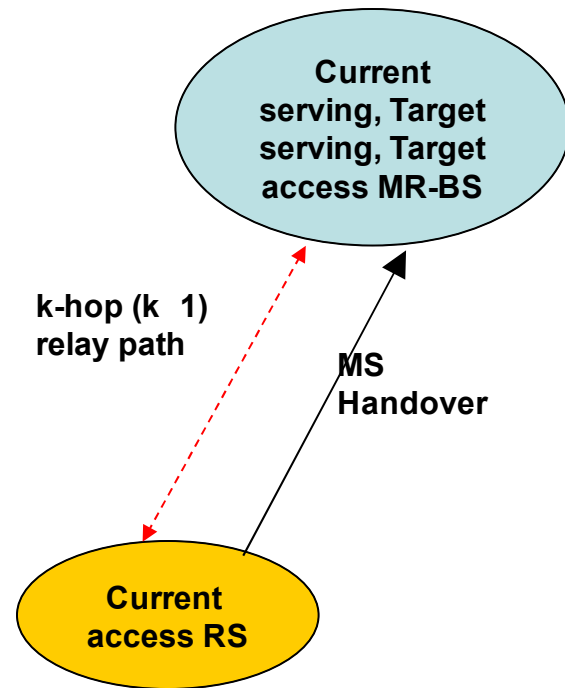 Current
serving, Target
serving, Target
access MR-BS
k-hop (k 1)
relay path
MS
Handover
Current
access RS